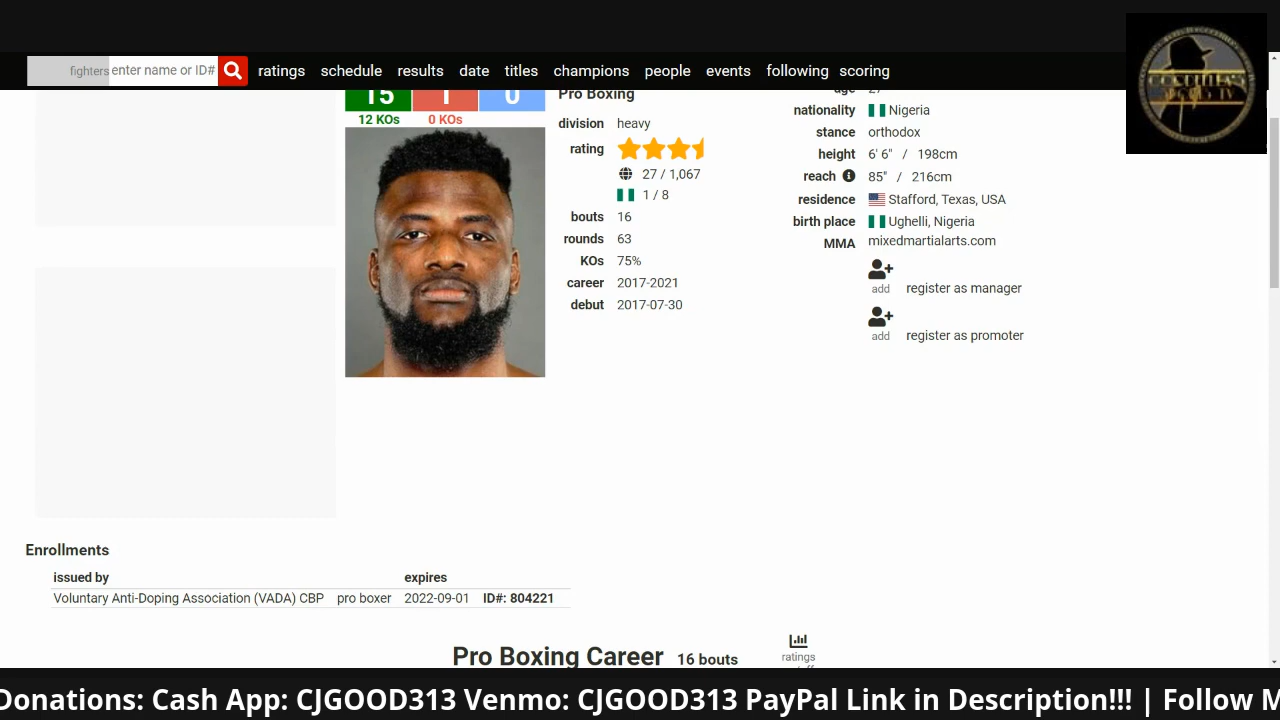 fighters enter name or ID# ratings schedule results date titles champions people events following scoring
15 1 0
12 KOs 0 KOs
Pro Boxing
division heavy
rating
27 / 1,067
1 / 8
bouts 16
rounds 63
KOs 75%
career 2017-2021
debut 2017-07-30
age 27
nationality Nigeria
stance orthodox
height 6' 6" / 198cm
reach 85" / 216cm
residence Stafford, Texas, USA
birth place Ughelli, Nigeria
MMA mixedmartialarts.com
add register as manager
add register as promoter
Enrollments
issued by expires
Voluntary Anti-Doping Association (VADA) CBP pro boxer 2022-09-01 ID#: 804221
Pro Boxing Career 16 bouts
ratings
Donations: Cash App: CJGOOD313 Venmo: CJGOOD313 PayPal Link in Description!!! | Follow M